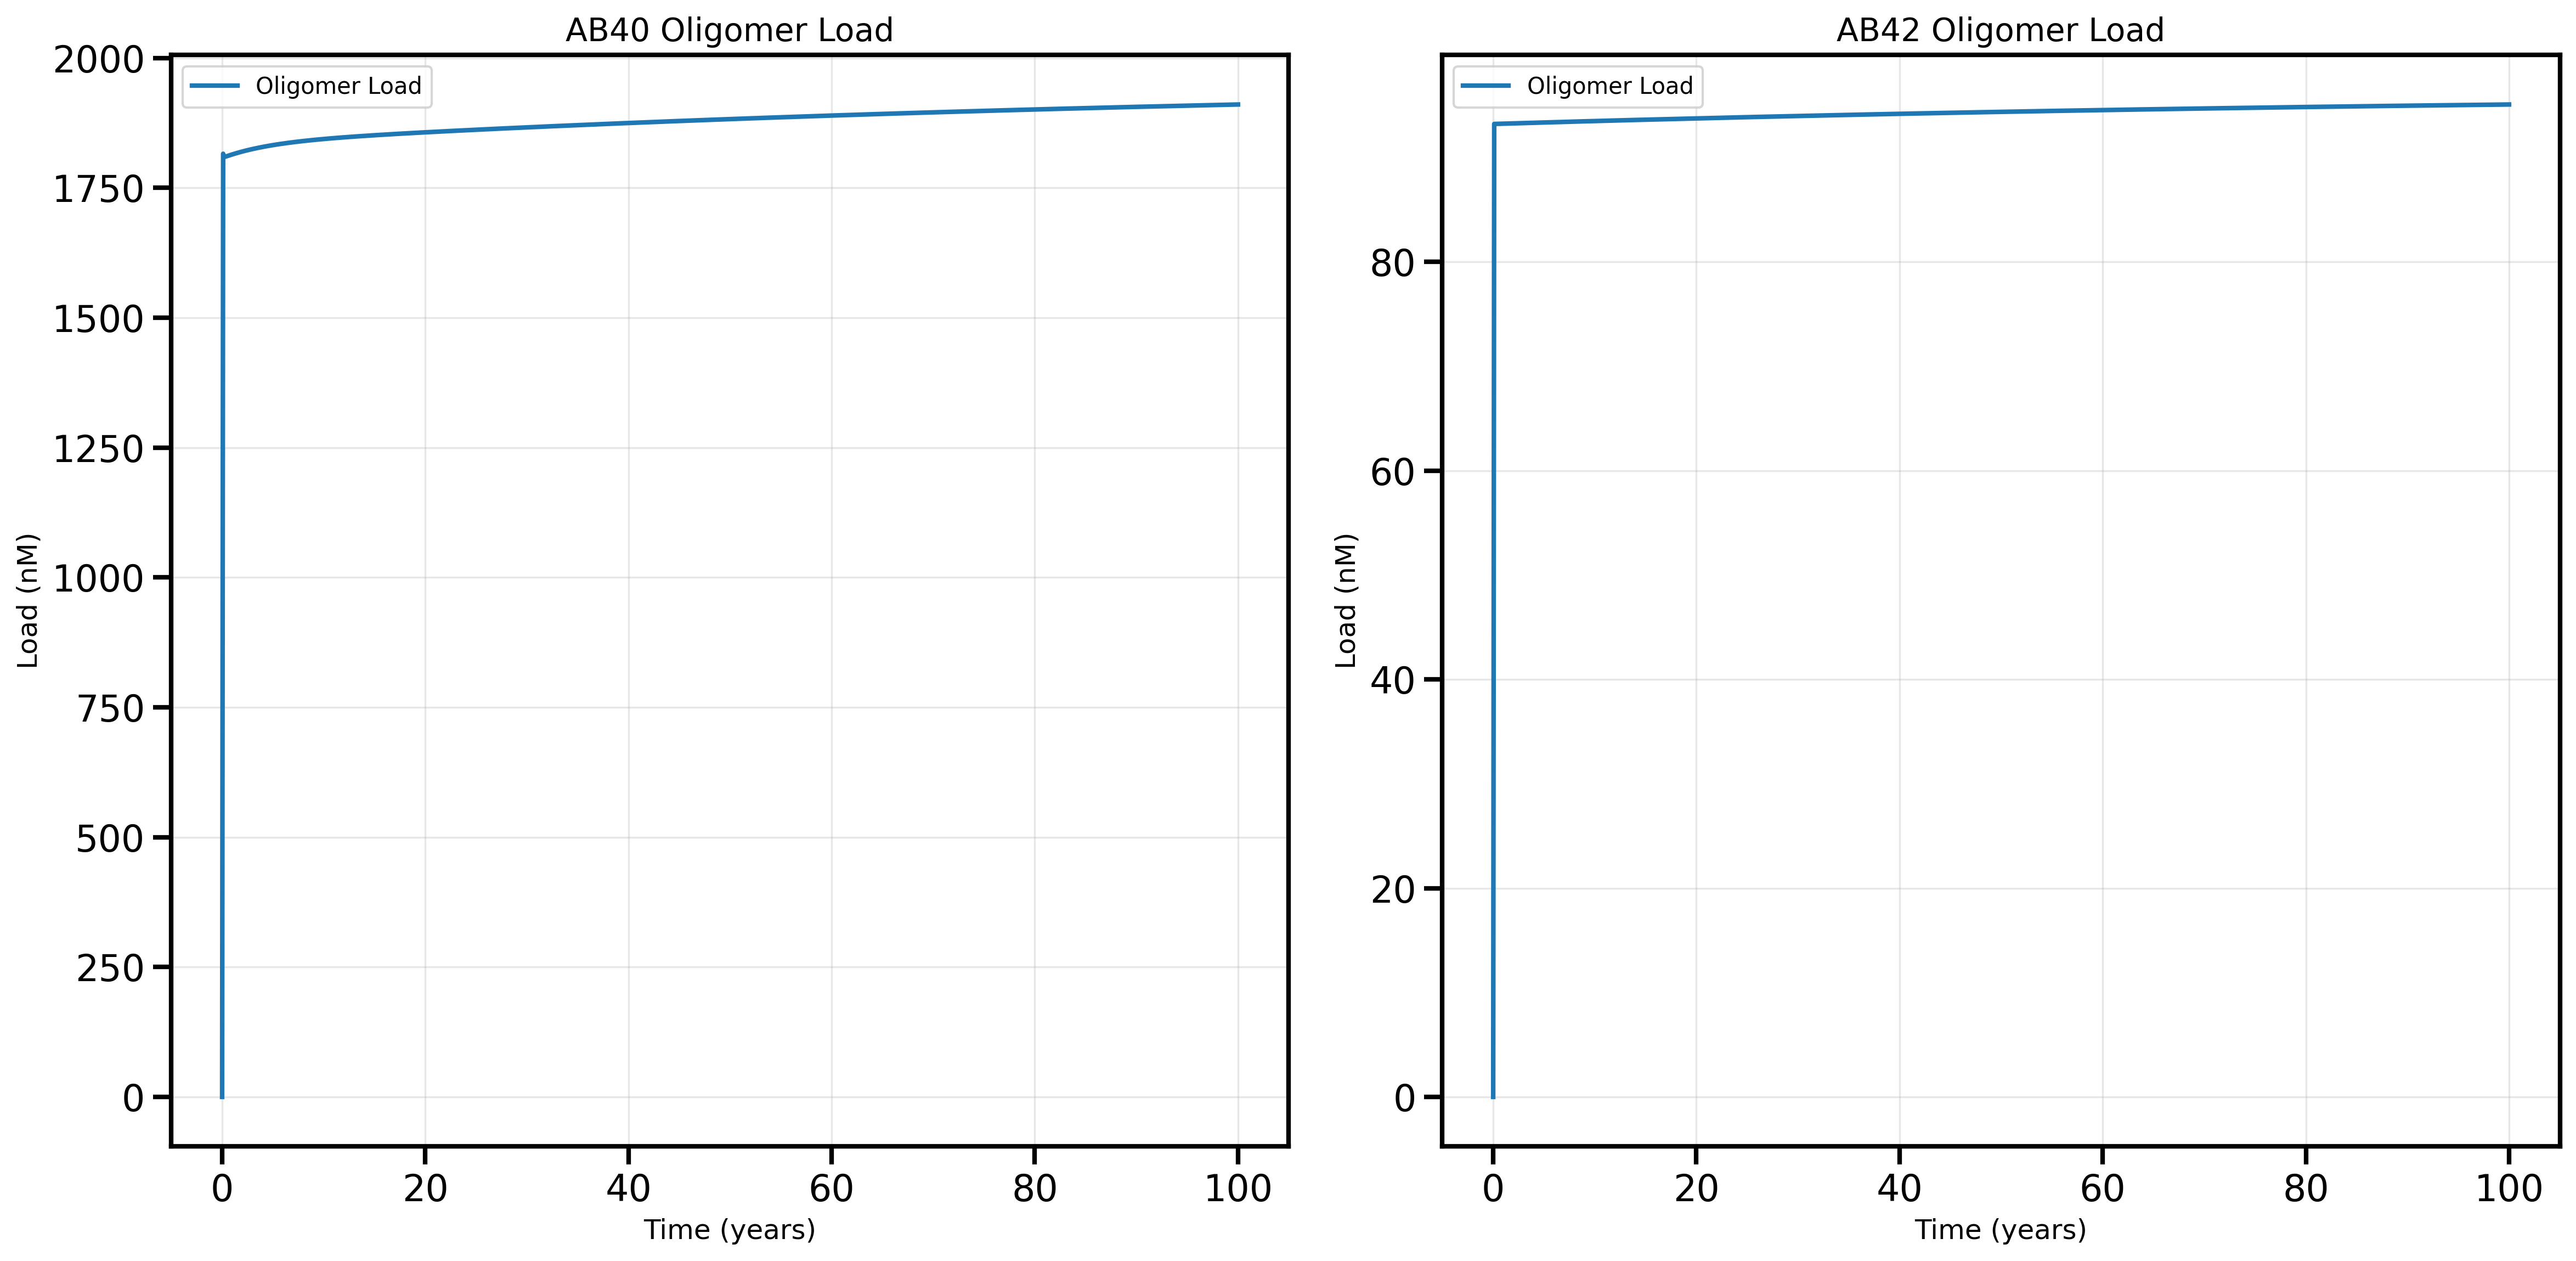 AB40 Oligomer Load
Oligomer Load
2000
1750
1500
1250
1000
750
500
250
0
Load (nM)
0 20 40 60 80 100
Time (years)
AB42 Oligomer Load
Oligomer Load
80
60
40
20
0
Load (nM)
0 20 40 60 80 100
Time (years)